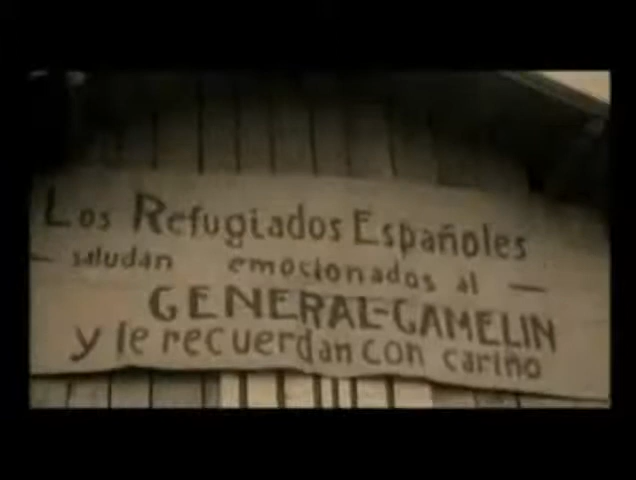 Los Refugiados Españoles
— saludan emocionados al —
GENERAL-GAMELIN
y le recuerdan con cariño